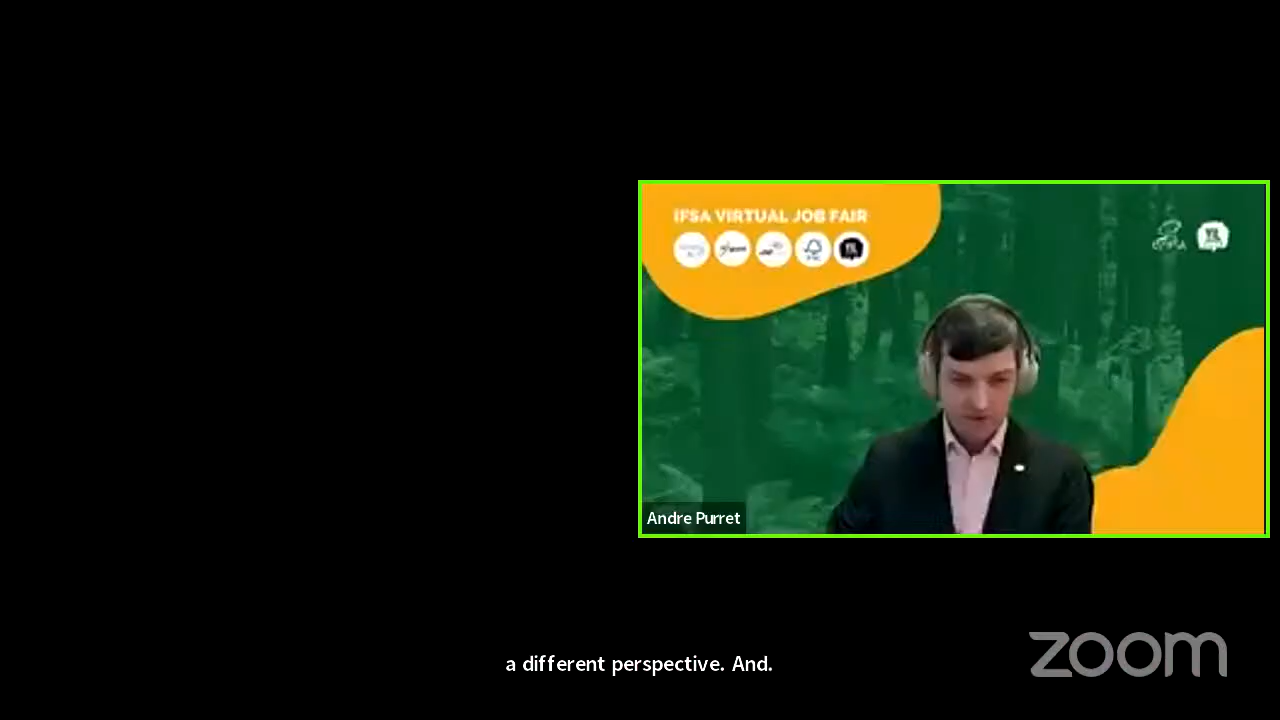 IFSA VIRTUAL JOB FAIR
Andre Purret
a different perspective. And.
zoom